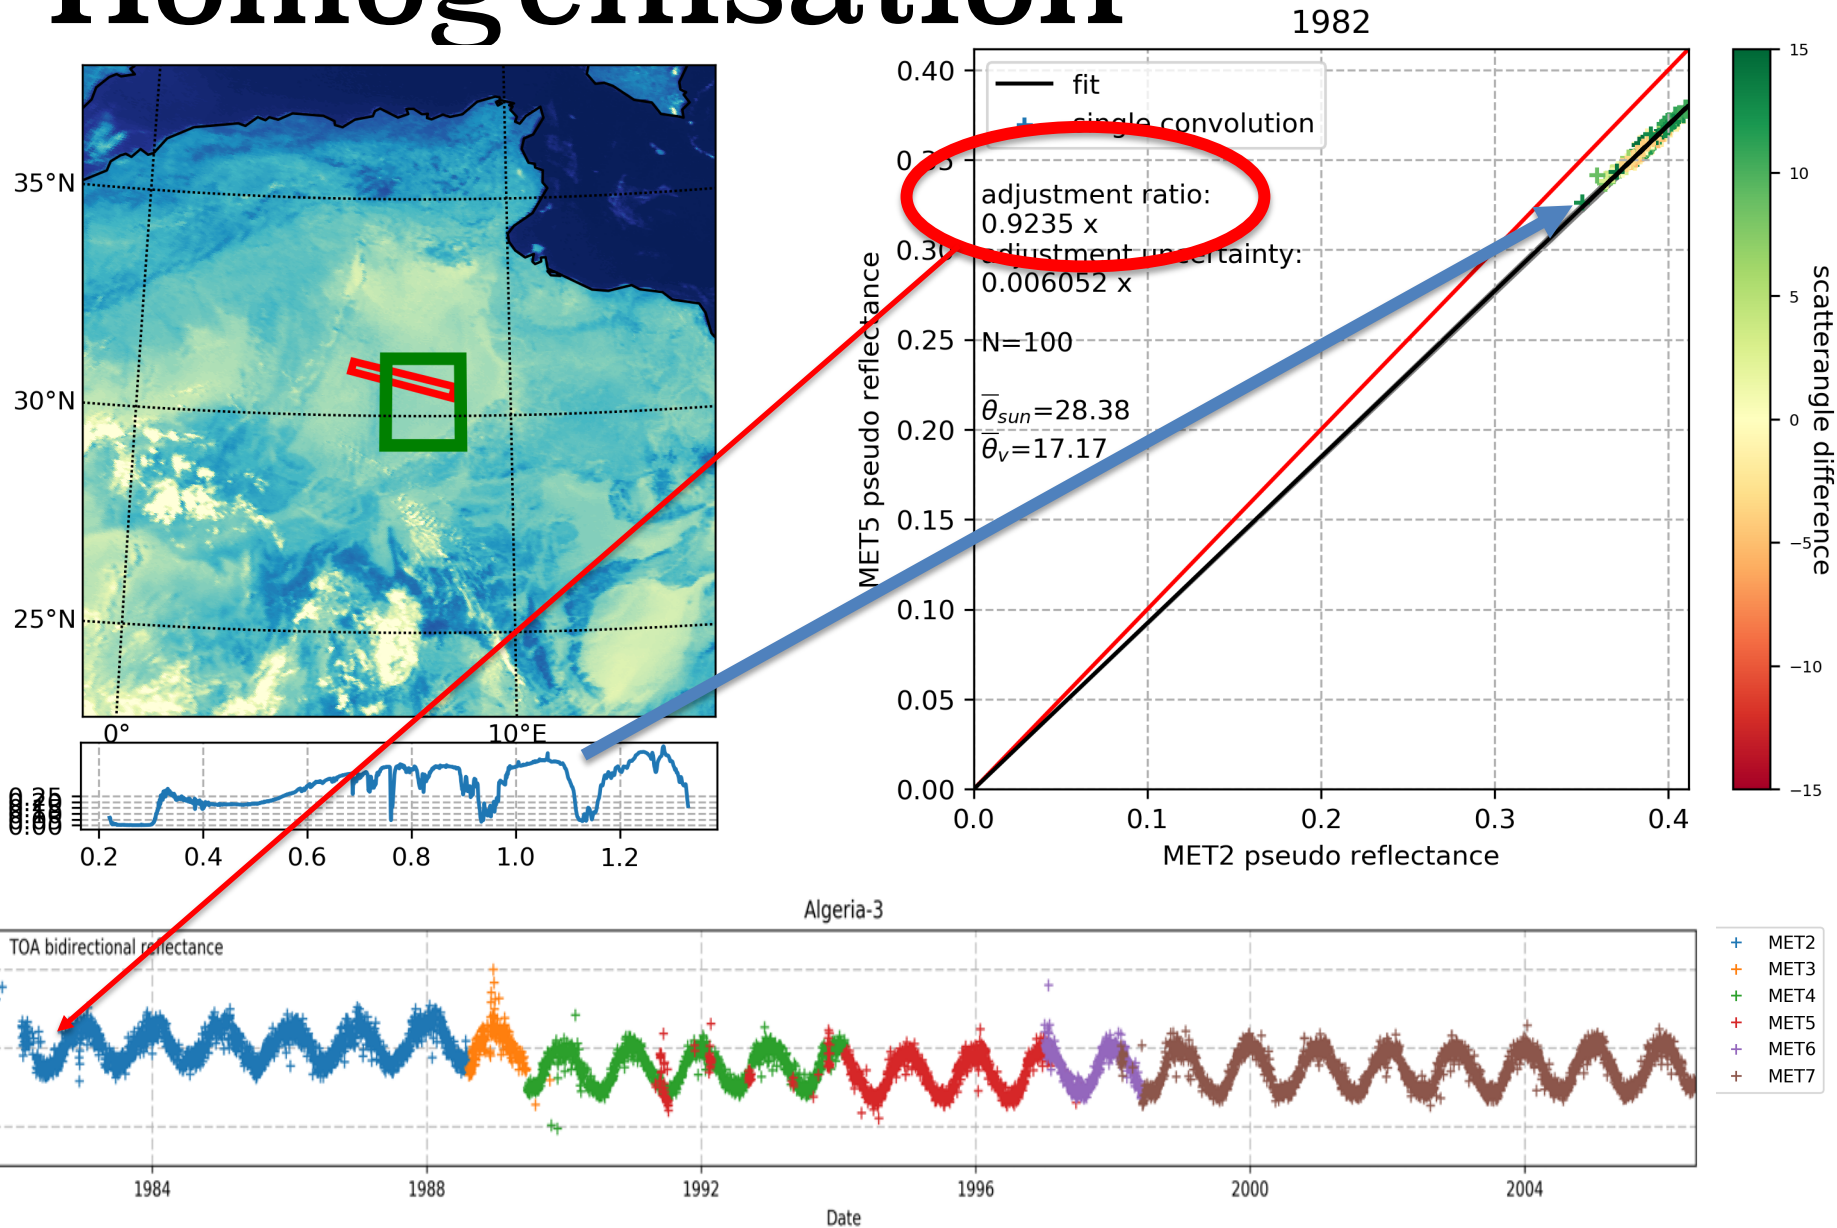 Homogenisation
1982
35°N
30°N
25°N
0°
10°E
0.25
0.00
0.2 0.4 0.6 0.8 1.0 1.2
fit
single convolution
adjustment ratio:
0.9235 x
adjustment uncertainty:
0.006052 x
N=100
θ̅sun=28.38
θ̅v=17.17
0.40
0.35
0.30
0.25
0.20
0.15
0.10
0.05
0.00
MET5 pseudo reflectance
0.0 0.1 0.2 0.3 0.4
MET2 pseudo reflectance
15
10
5
0
−5
−10
−15
scatterangle difference
Algeria-3
TOA bidirectional reflectance
1984 1988 1992 1996 2000 2004
Date
MET2
MET3
MET4
MET5
MET6
MET7